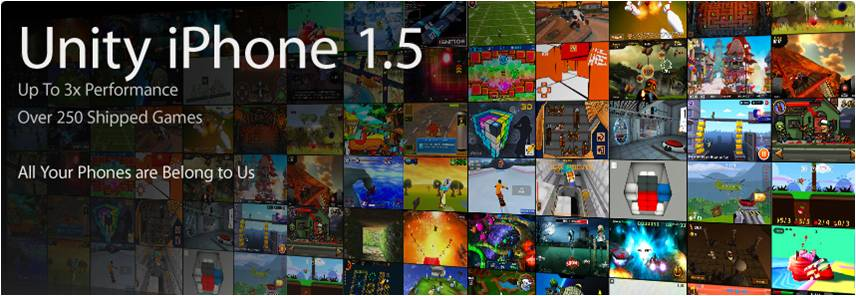 Unity iPhone 1.5
Up To 3x Performance
Over 250 Shipped Games
All Your Phones are Belong to Us
3D